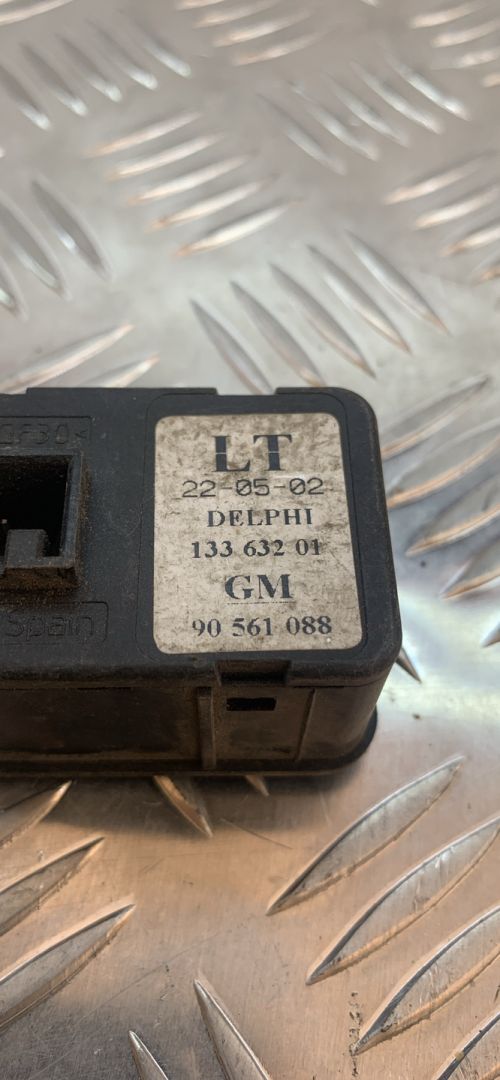 LT
22-05-02
DELPHI
133 632 01
GM
90 561 088
Spain